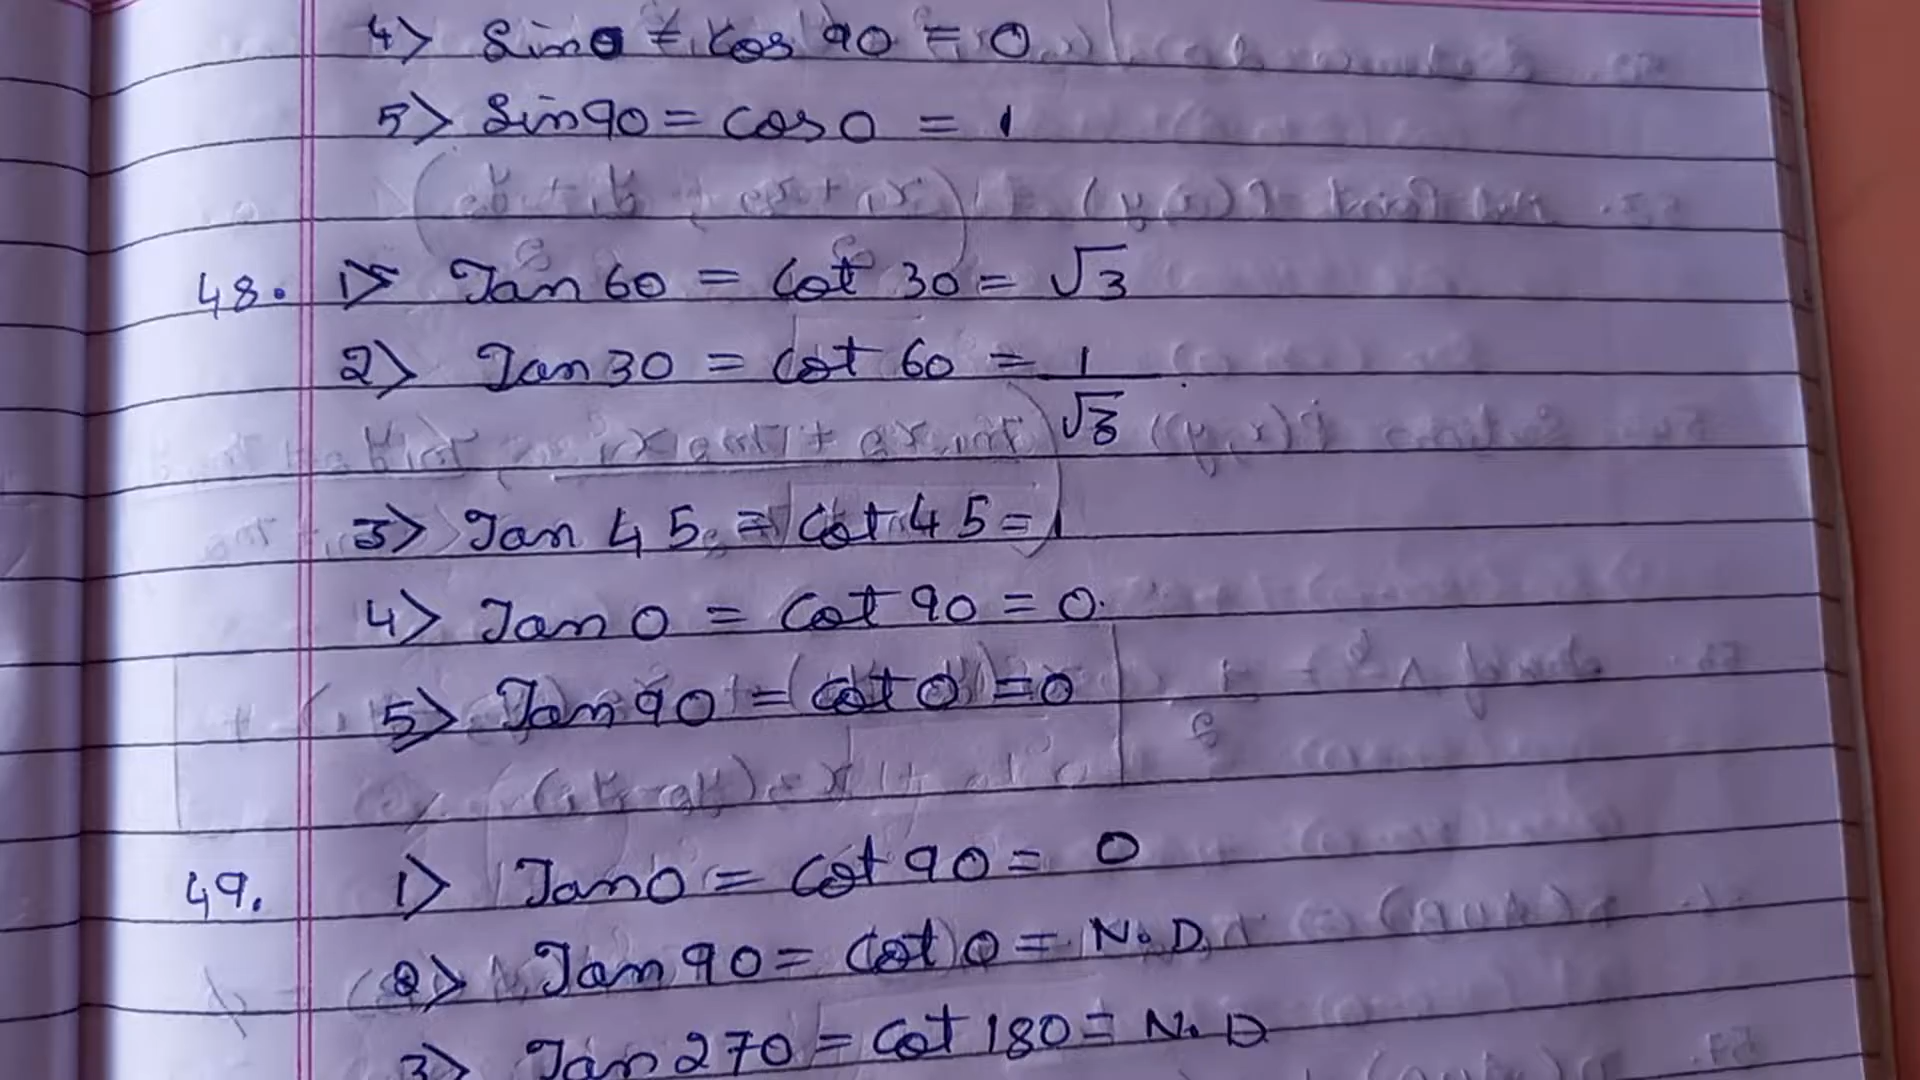 4> Sin0 = Cos 90 = 0
5> Sin90 = cos 0 = 1
48. 1> Tan 60 = Cot 30 = √3
2> Tan 30 = Cot 60 = 1/√3
3> Tan 45 = Cot 45 = 1
4> Tan 0 = Cot 90 = 0.
5> Tan 90 = Cot 0 = 0
49. 1> Tan0 = Cot 90 = 0
2> Tan 90 = Cot 0 = N.D.
3> Tan 270 = Cot 180 = N.D